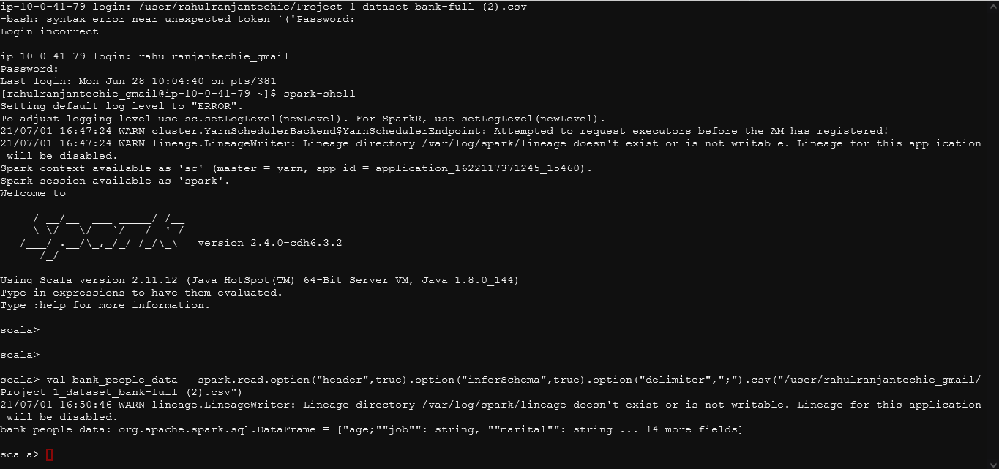 ip-10-0-41-79 login: /user/rahulranjantechie/Project 1_dataset_bank-full (2).csv
-bash: syntax error near unexpected token `('Password:
Login incorrect

ip-10-0-41-79 login: rahulranjantechie_gmail
Password:
Last login: Mon Jun 28 10:04:40 on pts/381
[rahulranjantechie_gmail@ip-10-0-41-79 ~]$ spark-shell
Setting default log level to "ERROR".
To adjust logging level use sc.setLogLevel(newLevel). For SparkR, use setLogLevel(newLevel).
21/07/01 16:47:24 WARN cluster.YarnSchedulerBackend$YarnSchedulerEndpoint: Attempted to request executors before the AM has registered!
21/07/01 16:47:24 WARN lineage.LineageWriter: Lineage directory /var/log/spark/lineage doesn't exist or is not writable. Lineage for this application
 will be disabled.
Spark context available as 'sc' (master = yarn, app id = application_1622117371245_15460).
Spark session available as 'spark'.
Welcome to
      ____              __
     / __/__  ___ _____/ /__
    _\ \/ _ \/ _ `/ __/  '_/
   /___/ .__/\_,_/_/ /_/\_\   version 2.4.0-cdh6.3.2
      /_/

Using Scala version 2.11.12 (Java HotSpot(TM) 64-Bit Server VM, Java 1.8.0_144)
Type in expressions to have them evaluated.
Type :help for more information.

scala>

scala>

scala> val bank_people_data = spark.read.option("header",true).option("inferSchema",true).option("delimiter",";").csv("/user/rahulranjantechie_gmail/
Project 1_dataset_bank-full (2).csv")
21/07/01 16:50:46 WARN lineage.LineageWriter: Lineage directory /var/log/spark/lineage doesn't exist or is not writable. Lineage for this application
 will be disabled.
bank_people_data: org.apache.spark.sql.DataFrame = ["age;""job"": string, ""marital"": string ... 14 more fields]

scala>